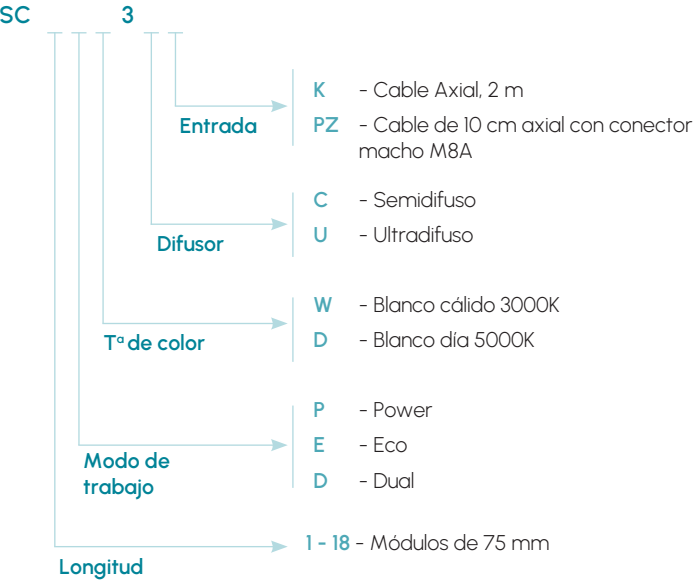 SC 3
Entrada
K - Cable Axial, 2 m
PZ - Cable de 10 cm axial con conector
macho M8A
Difusor
C - Semidifuso
U - Ultradifuso
Tª de color
W - Blanco cálido 3000K
D - Blanco día 5000K
Modo de
trabajo
P - Power
E - Eco
D - Dual
Longitud
1 - 18 - Módulos de 75 mm